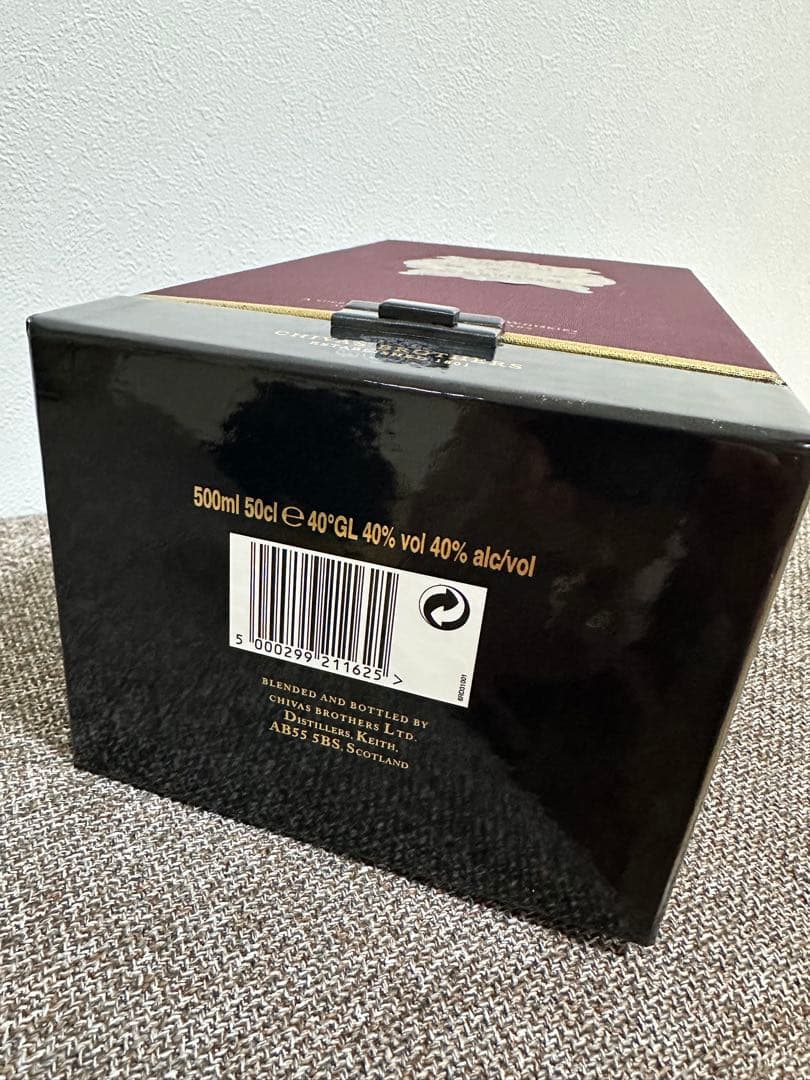 CHIVAS BROTHERS
500ml 50cl ℮ 40°GL 40% vol 40% alc/vol
5 000299 211625 >
BLENDED AND BOTTLED BY
CHIVAS BROTHERS LTD.
DISTILLERS, KEITH,
AB55 5BS, SCOTLAND